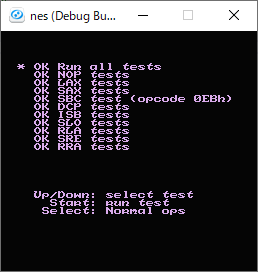 nes (Debug Bu...
* OK Run all tests
OK NOP tests
OK LAX tests
OK SAX tests
OK SBC test (opcode 0EBh)
OK DCP tests
OK ISB tests
OK SLO tests
OK RLA tests
OK SRE tests
OK RRA tests
Up/Down: select test
Start: run test
Select: Normal ops